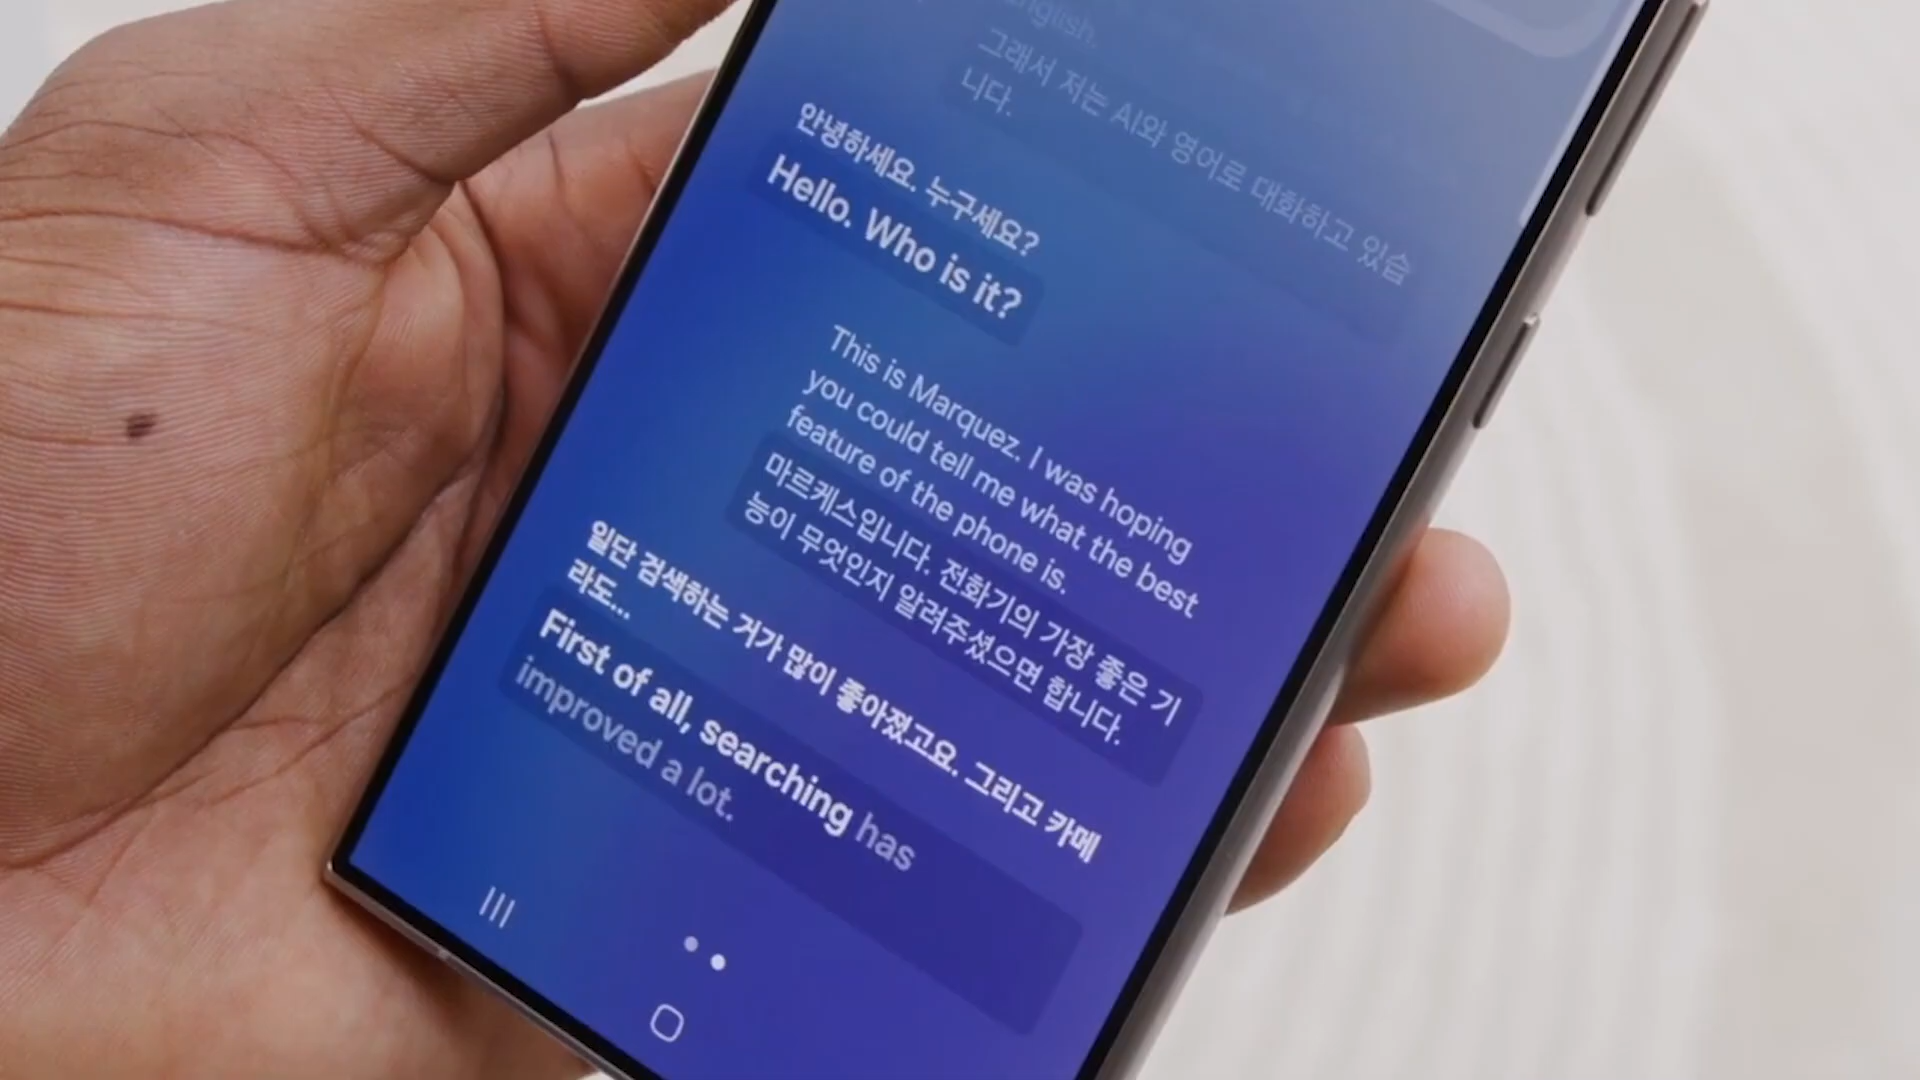 English.
그래서 저는 AI와 영어로 대화하고 있습
니다.
안녕하세요. 누구세요?
Hello. Who is it?
This is Marquez. I was hoping
you could tell me what the best
feature of the phone is.
마르케스입니다. 전화기의 가장 좋은 기
능이 무엇인지 알려주셨으면 합니다.
일단 검색하는 거가 많이 좋아졌고요. 그리고 카메
라도...
First of all, searching has
improved a lot.